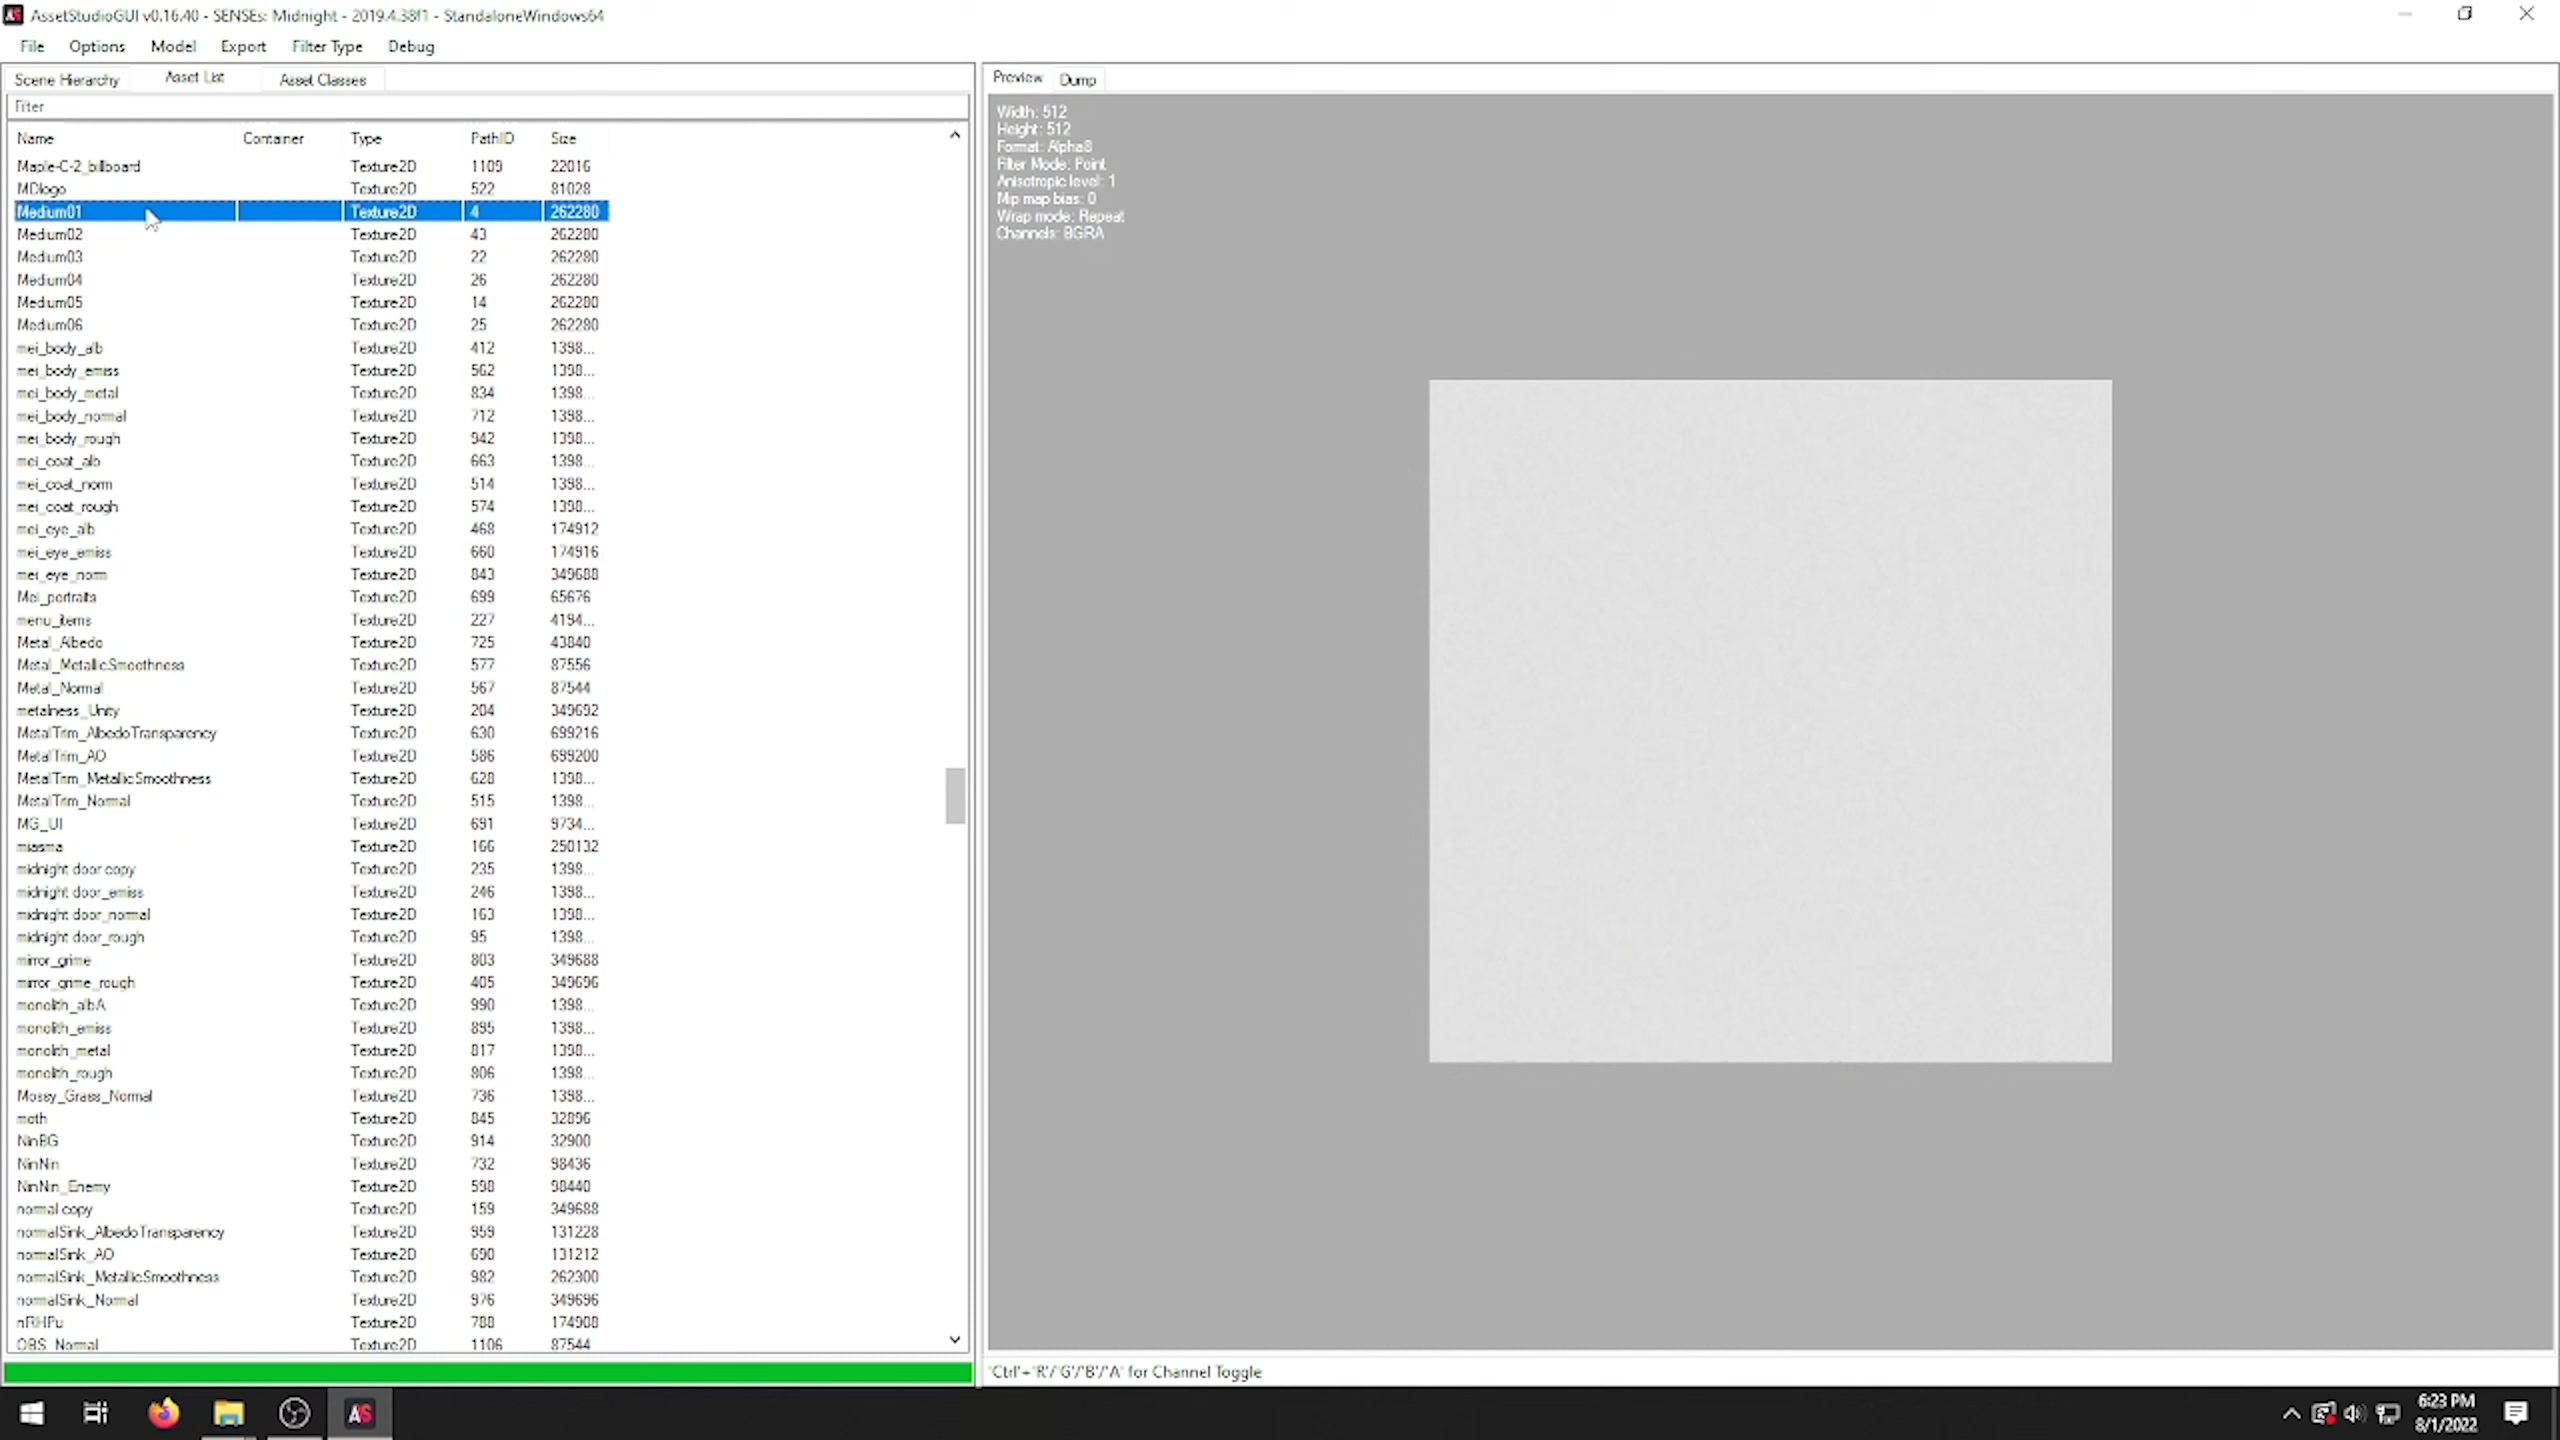 AssetStudioGUI v0.16.40 - SENSEs: Midnight - 2019.4.38f1 - StandaloneWindows64
File Options Model Export Filter Type Debug
Scene Hierarchy Asset List Asset Classes
Filter
Name Container Type PathID Size
Maple-C-2_billboard Texture2D 1109 22016
MDlogo Texture2D 522 81028
Medium01 Texture2D 4 262280
Medium02 Texture2D 43 262280
Medium03 Texture2D 22 262280
Medium04 Texture2D 26 262280
Medium05 Texture2D 14 262280
Medium06 Texture2D 25 262280
mei_body_alb Texture2D 412 1398...
mei_body_emiss Texture2D 562 1398...
mei_body_metal Texture2D 834 1398...
mei_body_normal Texture2D 712 1398...
mei_body_rough Texture2D 942 1398...
mei_coat_alb Texture2D 663 1398...
mei_coat_norm Texture2D 514 1398...
mei_coat_rough Texture2D 574 1398...
mei_eye_alb Texture2D 468 174912
mei_eye_emiss Texture2D 660 174916
mei_eye_norm Texture2D 843 349688
Mei_portraits Texture2D 699 65676
menu_items Texture2D 227 4194...
Metal_Albedo Texture2D 725 43840
Metal_MetallicSmoothness Texture2D 577 87556
Metal_Normal Texture2D 567 87544
metalness_Unity Texture2D 204 349692
MetalTrim_AlbedoTransparency Texture2D 630 699216
MetalTrim_AO Texture2D 586 699200
MetalTrim_MetallicSmoothness Texture2D 628 1398...
MetalTrim_Normal Texture2D 515 1398...
MG_UI Texture2D 691 9734...
miasma Texture2D 166 250132
midnight door copy Texture2D 235 1398...
midnight door_emiss Texture2D 246 1398...
midnight door_normal Texture2D 163 1398...
midnight door_rough Texture2D 95 1398...
mirror_grime Texture2D 803 349688
mirror_grime_rough Texture2D 405 349696
monolith_albA Texture2D 990 1398...
monolith_emiss Texture2D 895 1398...
monolith_metal Texture2D 817 1398...
monolith_rough Texture2D 806 1398...
Mossy_Grass_Normal Texture2D 736 1398...
moth Texture2D 845 32896
NinBG Texture2D 914 32900
NinNin Texture2D 732 98436
NinNin_Enemy Texture2D 598 98440
normal copy Texture2D 159 349688
normalSink_AlbedoTransparency Texture2D 959 131228
normalSink_AO Texture2D 690 131212
normalSink_MetallicSmoothness Texture2D 982 262300
normalSink_Normal Texture2D 976 349696
nRHPu Texture2D 788 174908
OBS_Normal Texture2D 1106 87544
Preview Dump
Width: 512
Height: 512
Format: Alpha8
Filter Mode: Point
Anisotropic level: 1
Mip map bias: 0
Wrap mode: Repeat
Channels: BGRA
'Ctrl'+'R'/'G'/'B'/'A' for Channel Toggle
AS
6:23 PM
8/1/2022